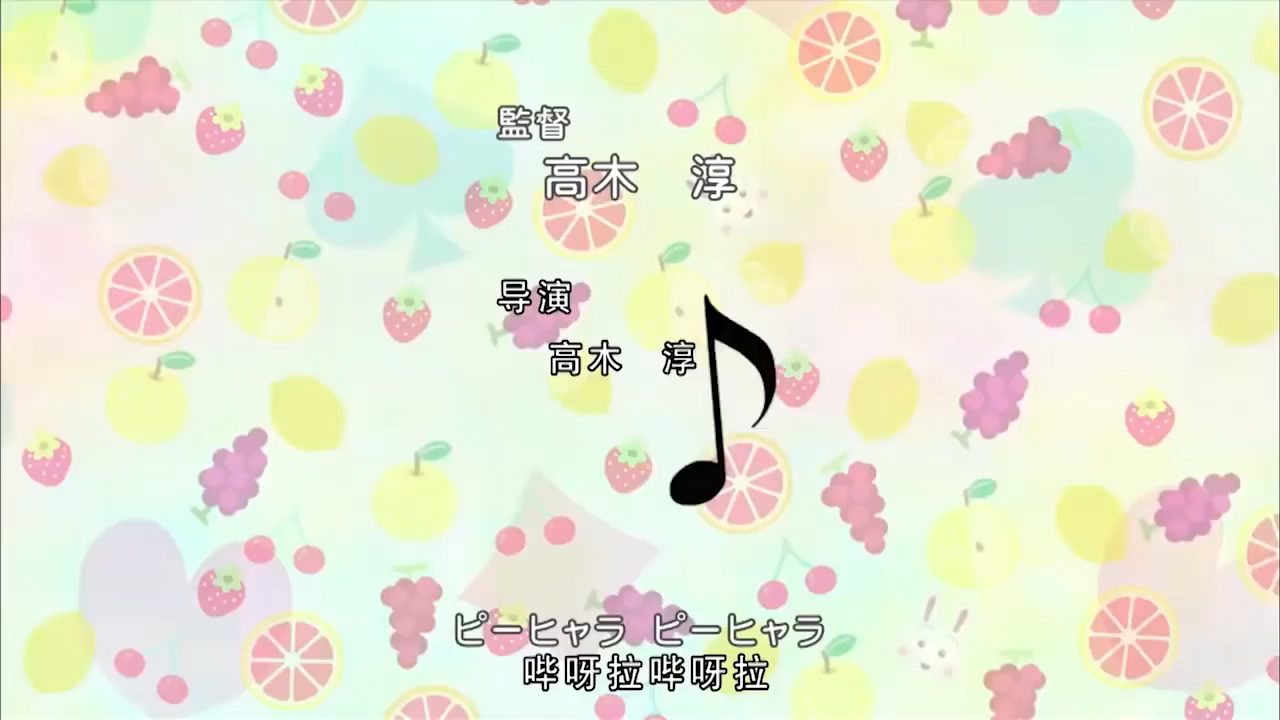 監督
高木 淳
导演
高木 淳
ピーヒャラ ピーヒャラ
哔呀拉哔呀拉